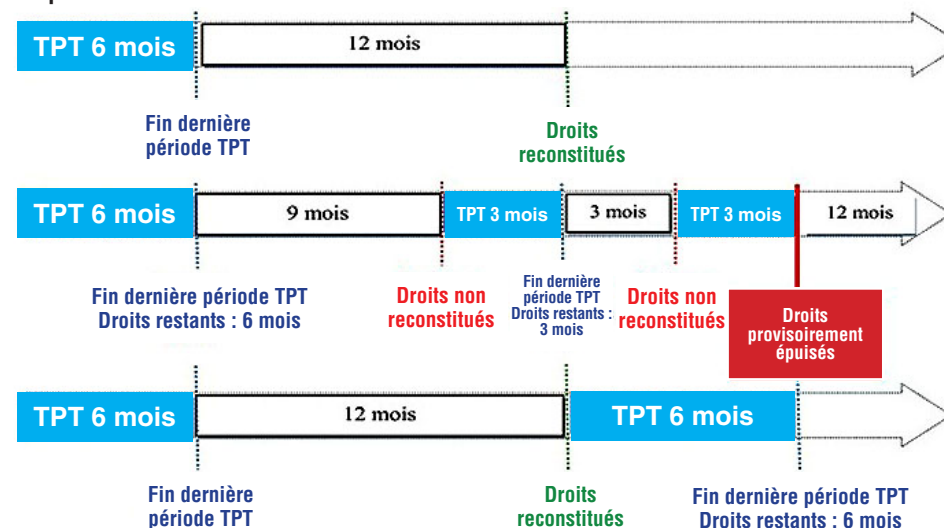 TPT 6 mois
12 mois
Fin dernière
période TPT
Droits
reconstitués
TPT 6 mois
9 mois
TPT 3 mois
3 mois
TPT 3 mois
12 mois
Fin dernière période TPT
Droits restants : 6 mois
Droits non
reconstitués
Fin dernière
période TPT
Droits restants :
3 mois
Droits non
reconstitués
Droits
provisoirement
épuisés
TPT 6 mois
12 mois
TPT 6 mois
Fin dernière
période TPT
Droits
reconstitués
Fin dernière période TPT
Droits restants : 6 mois